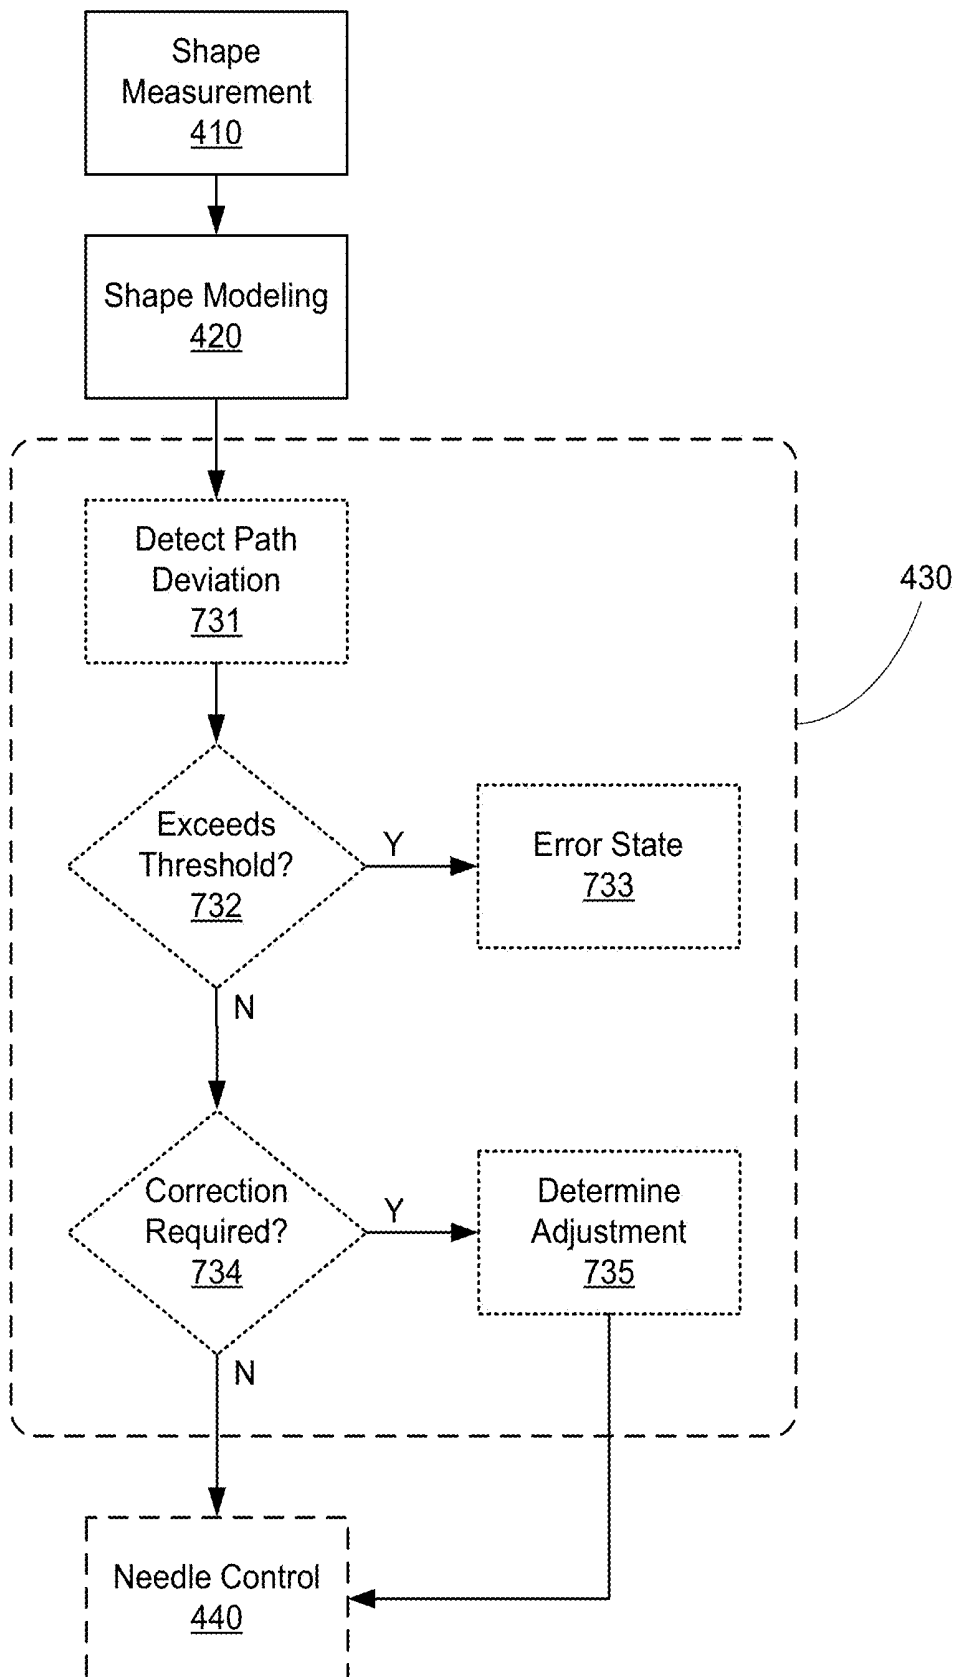 Shape
Measurement
410
Shape Modeling
420
Detect Path
Deviation
731
430
Exceeds
Threshold?
732
Y
Error State
733
N
Correction
Required?
734
Y
Determine
Adjustment
735
N
Needle Control
440